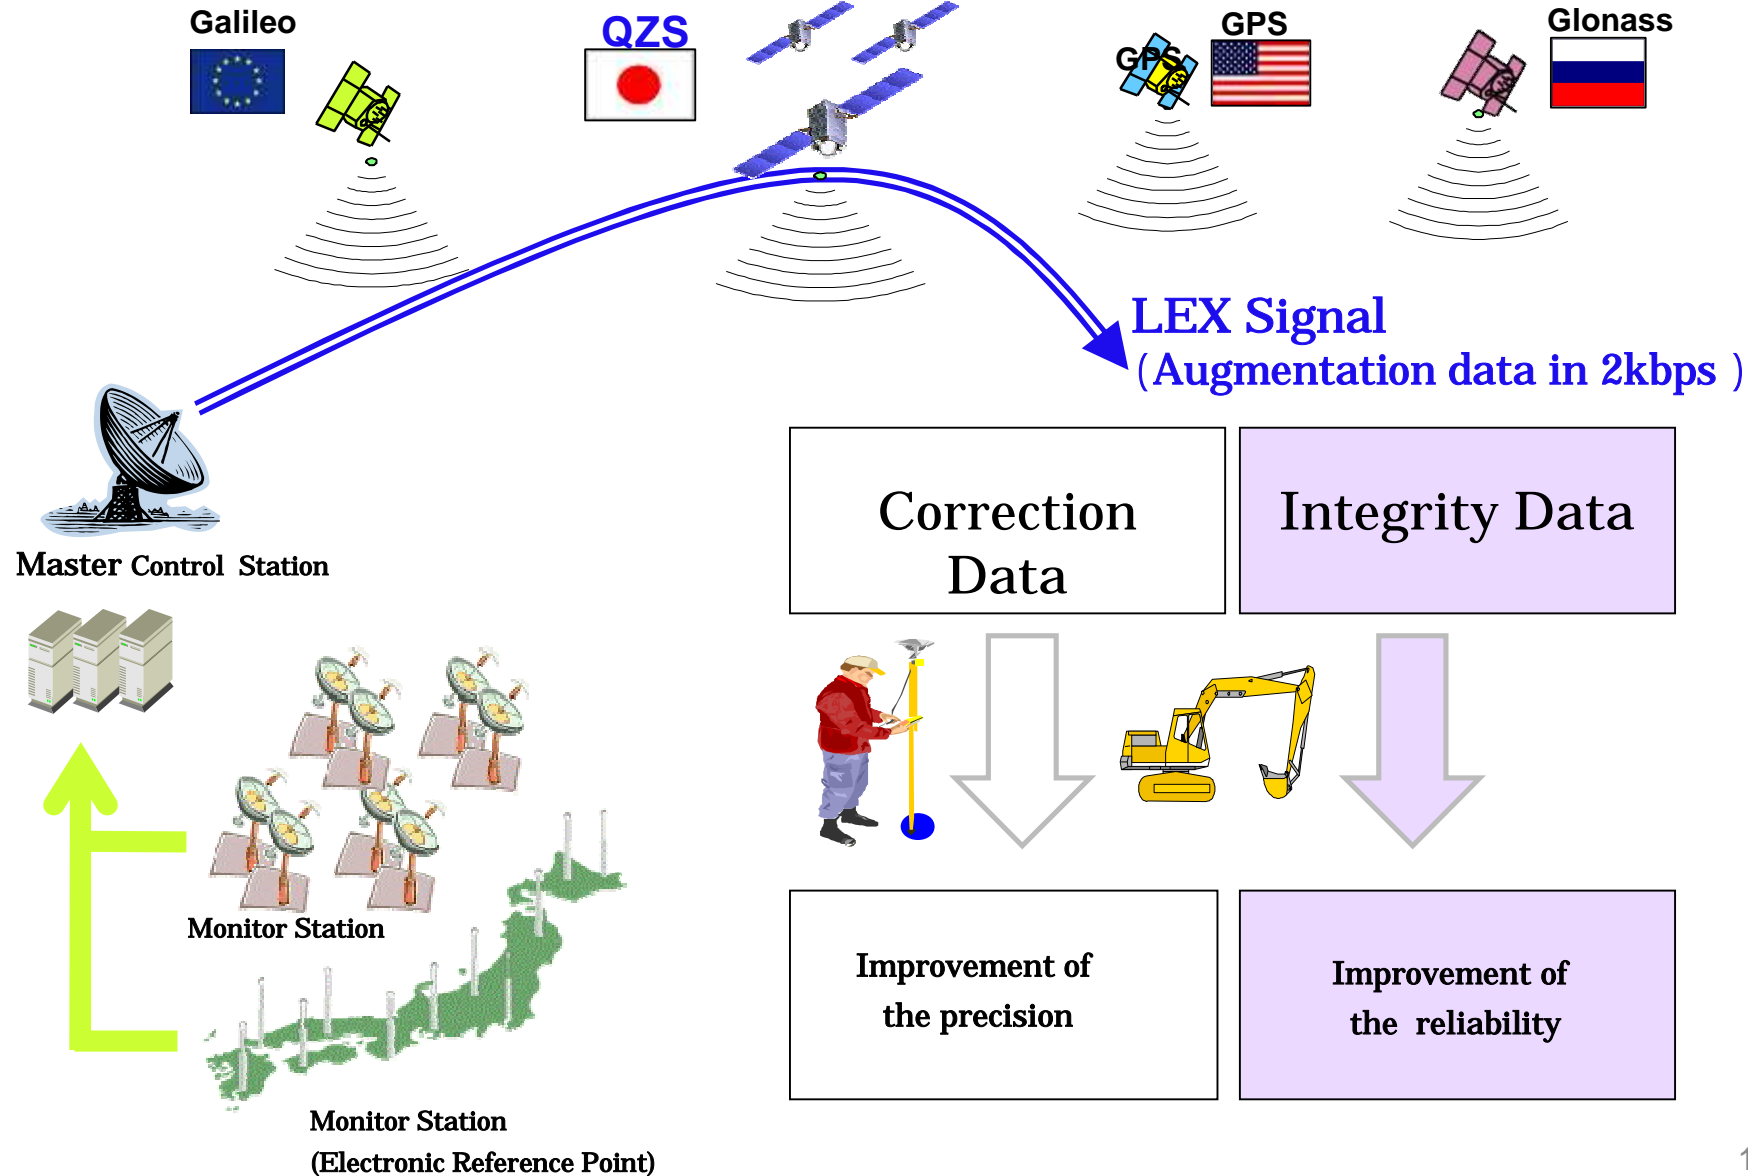 Galileo
QZS
GPS
GPS
Glonass
LEX Signal
(Augmentation data in 2kbps )
Master Control Station
Correction
Data
Integrity Data
Monitor Station
Improvement of
the precision
Improvement of
the reliability
Monitor Station
(Electronic Reference Point)